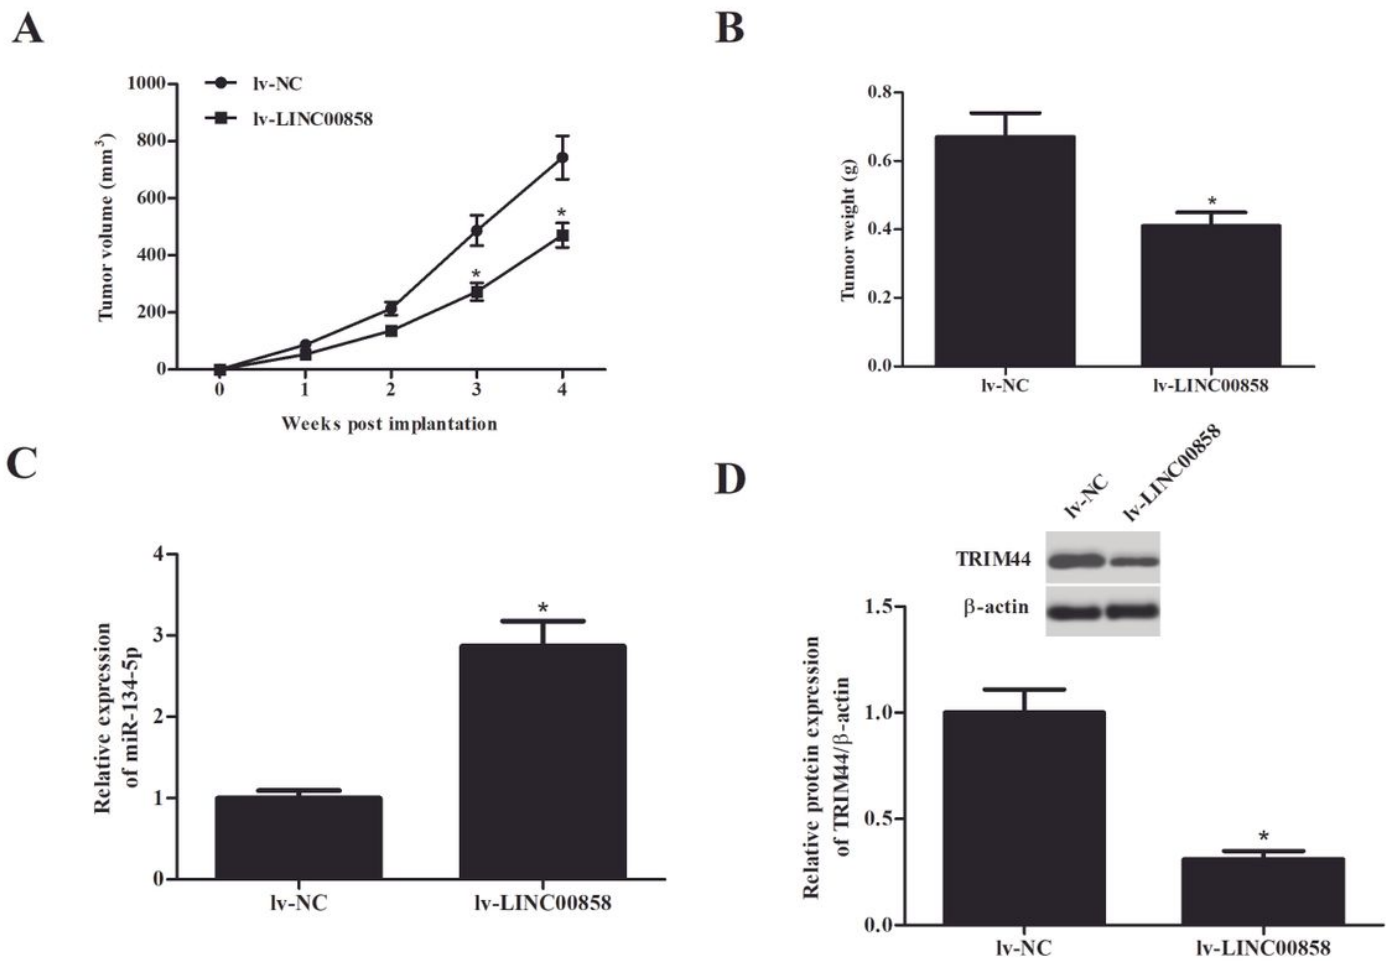 A
1000
800
600
400
200
0
Tumor volume (mm³)
lv-NC
lv-LINC00858
*
*
0 1 2 3 4
Weeks post implantation
B
0.8
0.6
0.4
0.2
0.0
Tumor weight (g)
*
lv-NC lv-LINC00858
C
4
3
2
1
0
Relative expression
of miR-134-5p
*
lv-NC lv-LINC00858
D
lv-NC lv-LINC00858
TRIM44
β-actin
1.5
1.0
0.5
0.0
Relative protein expression
of TRIM44/β-actin
*
lv-NC lv-LINC00858